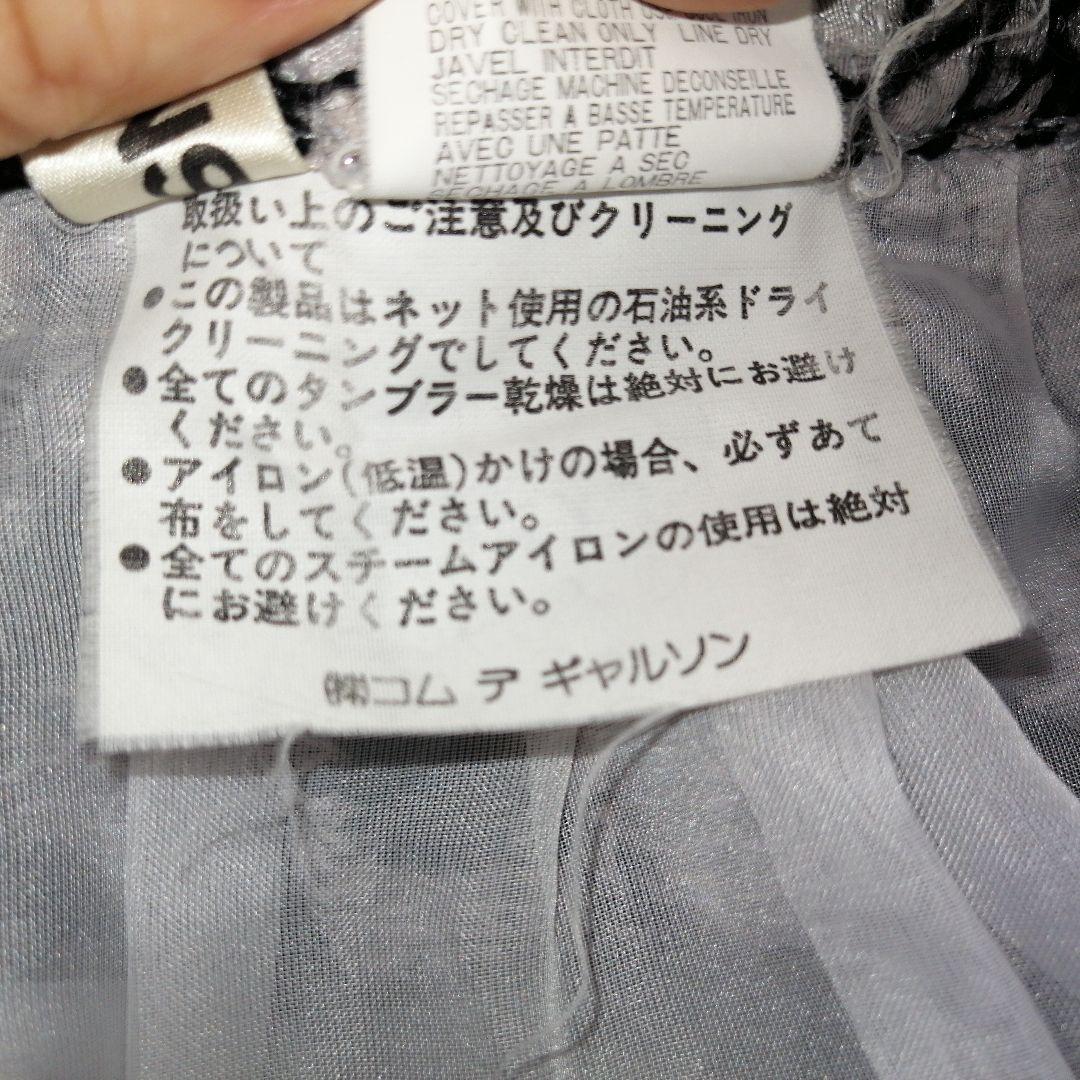 COVER WITH CLOTH USE COOL IRON
DRY CLEAN ONLY LINE DRY
JAVEL INTERDIT
SECHAGE MACHINE DECONSEILLE
REPASSER A BASSE TEMPERATURE
AVEC UNE PATTE
NETTOYAGE A SEC
SECHAGE A LOMBRE
取扱い上のご注意及びクリーニング
について
●この製品はネット使用の石油系ドライ
クリーニングでしてください。
●全てのタンブラー乾燥は絶対にお避け
ください。
●アイロン(低温)かけの場合、必ずあて
布をしてください。
●全てのスチームアイロンの使用は絶対
にお避けください。
㈱コム デ ギャルソン